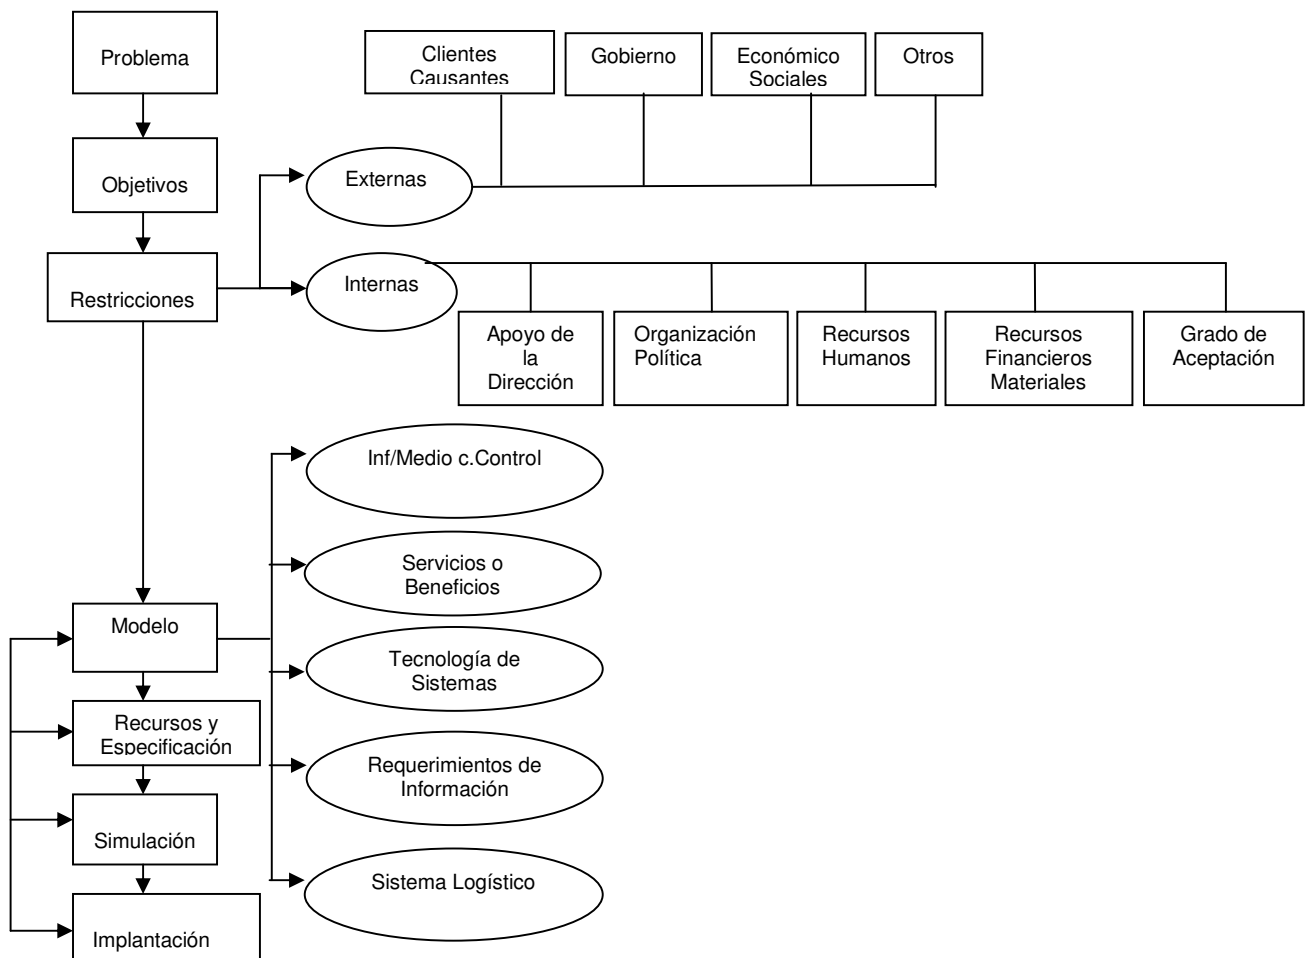 Problema
Clientes
Causantes
Gobierno
Económico
Sociales
Otros
Objetivos
Externas
Restricciones
Internas
Apoyo de
la
Dirección
Organización
Política
Recursos
Humanos
Recursos
Financieros
Materiales
Grado de
Aceptación
Inf/Medio c.Control
Servicios o
Beneficios
Modelo
Tecnología de
Sistemas
Recursos y
Especificación
Requerimientos de
Información
Simulación
Sistema Logístico
Implantación